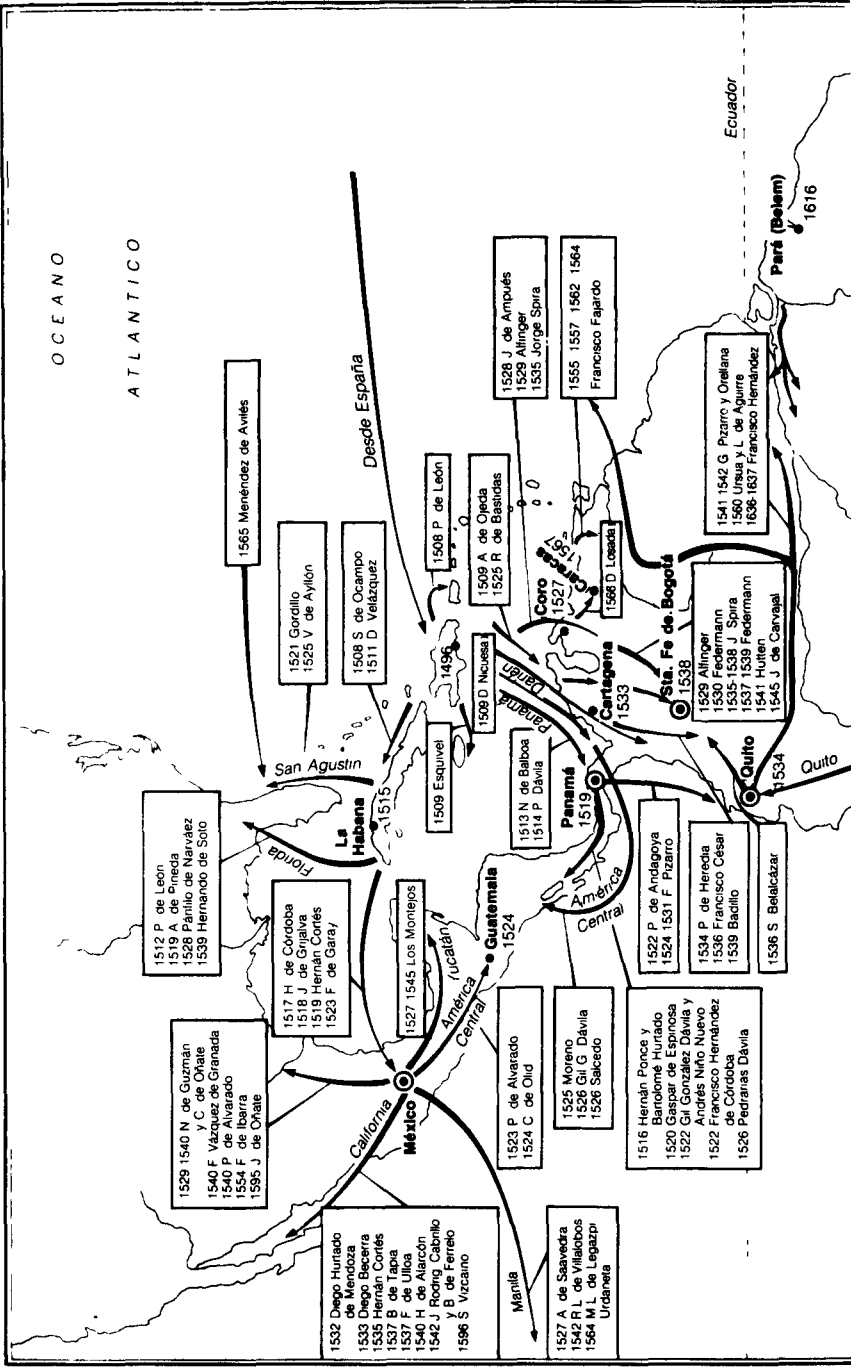 OCEANO
ATLANTICO
1565 Menéndez de Avilés
Desde España
1521 Gordillo
1525 V de Ayllón
1508 S de Ocampo
1511 D Velázquez
1508 P de León
1496
San Agustín
Florida
La
Habana
1515
1509 Esquivel
1509 D Nicuesa
1509 A de Ojeda
1525 R de Bastidas
1528 J de Ampués
1529 Alfinger
1535 Jorge Spira
1555 1557 1562 1564
Francisco Fajardo
1512 P de León
1519 A de Pineda
1528 Pánfilo de Narváez
1539 Hernando de Soto
1517 H de Córdoba
1518 J de Grijalva
1519 Hernán Cortés
1523 F de Garay
1527 1545 Los Montejos
Yucatán
1529 1540 N de Guzmán
y C de Oñate
1540 F Vázquez de Granada
1540 P de Alvarado
1554 F de Ibarra
1595 J de Oñate
California
México
América
Central
Guatemala
1524
1532 Diego Hurtado
de Mendoza
1533 Diego Becerra
1535 Hernán Cortés
1537 B de Tapia
1537 F de Ulloa
1540 H de Alarcón
1542 J Rodríg Cabrillo
y B de Ferrelo
1596 S Vizcaíno
Manila
1527 A de Saavedra
1542 R L de Villalobos
1564 M L de Legazpi
Urdaneta
1523 P de Alvarado
1524 C de Olid
1525 Moreno
1526 Gil G Dávila
1526 Salcedo
1513 N de Balboa
1514 P Dávila
Panamá
Darién
Panamá
1519
América
Central
Cartagena
1533
Coro
1527
Caracas
1567
1566 D Losada
Sta. Fe de Bogotá
1538
1529 Alfinger
1530 Federmann
1535-1538 J Spira
1537 1539 Federmann
1541 Hutten
1545 J de Carvajal
1541 1542 G Pizarro y Orellana
1560 Ursua y L de Aguirre
1636-1637 Francisco Hernández
Ecuador
Pará (Belem)
1616
1516 Hernán Ponce y
Bartolomé Hurtado
1520 Gaspar de Espinosa
1522 Gil González Dávila y
Andrés Niño Nuevo
1522 Francisco Hernández
de Córdoba
1526 Pedrarias Dávila
1522 P de Andagoya
1524 1531 F Pizarro
1534 P de Heredia
1536 Francisco César
1539 Badillo
1536 S Belalcázar
Quito
1534
Quito